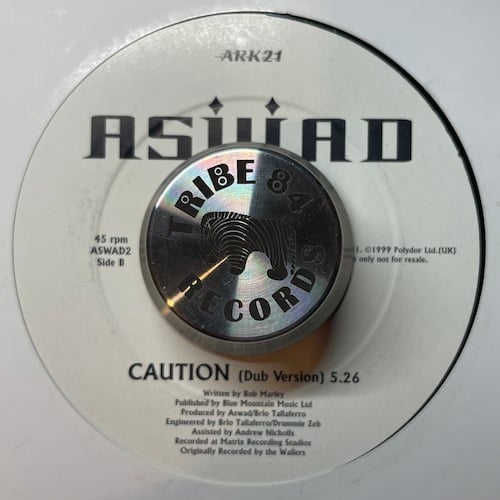 ARK21
ASWAD
TRIBE 84
RECORDS
45 rpm
ASWAD2
Side B
1. ©1999 Polydor Ltd.(UK)
only not for resale.
CAUTION (Dub Version) 5.26
Written by Bob Marley
Published by Blue Mountain Music Ltd
Produced by Aswad/Brio Tallaferro
Engineered by Brio Tallaferro/Drummie Zeb
Assisted by Andrew Nicholls
Recorded at Matrix Recording Studios
Originally Recorded by the Wailers